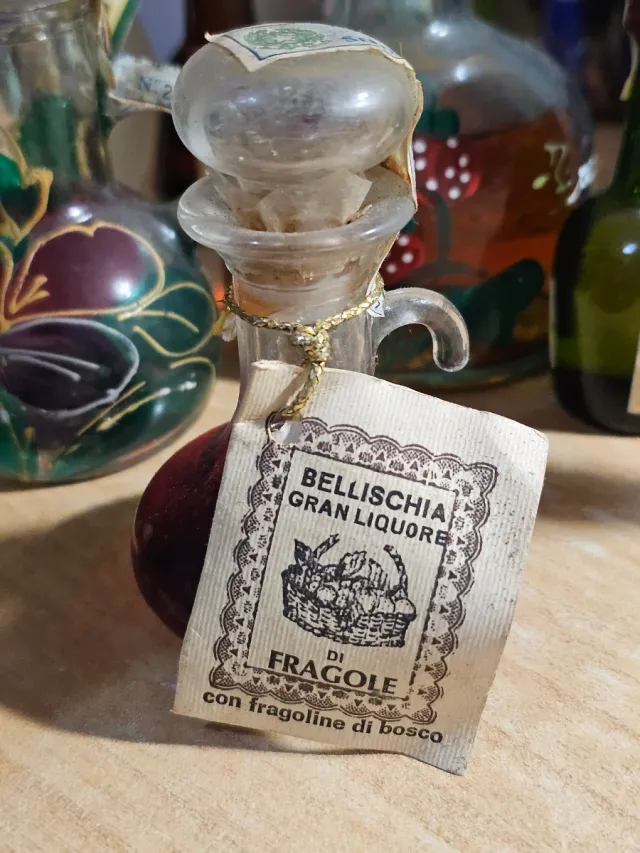 BELLISCHIA
GRAN LIQUORE
DI
FRAGOLE
con fragoline di bosco